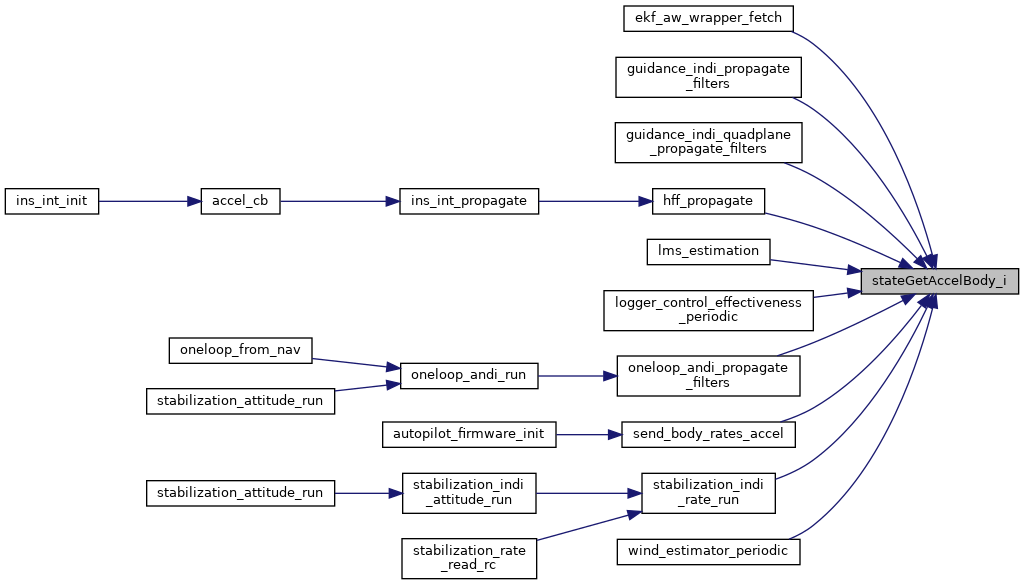 ekf_aw_wrapper_fetch
guidance_indi_propagate
_filters
guidance_indi_quadplane
_propagate_filters
ins_int_init
accel_cb
ins_int_propagate
hff_propagate
lms_estimation
stateGetAccelBody_i
logger_control_effectiveness
_periodic
oneloop_from_nav
oneloop_andi_run
oneloop_andi_propagate
_filters
stabilization_attitude_run
autopilot_firmware_init
send_body_rates_accel
stabilization_attitude_run
stabilization_indi
_attitude_run
stabilization_indi
_rate_run
stabilization_rate
_read_rc
wind_estimator_periodic